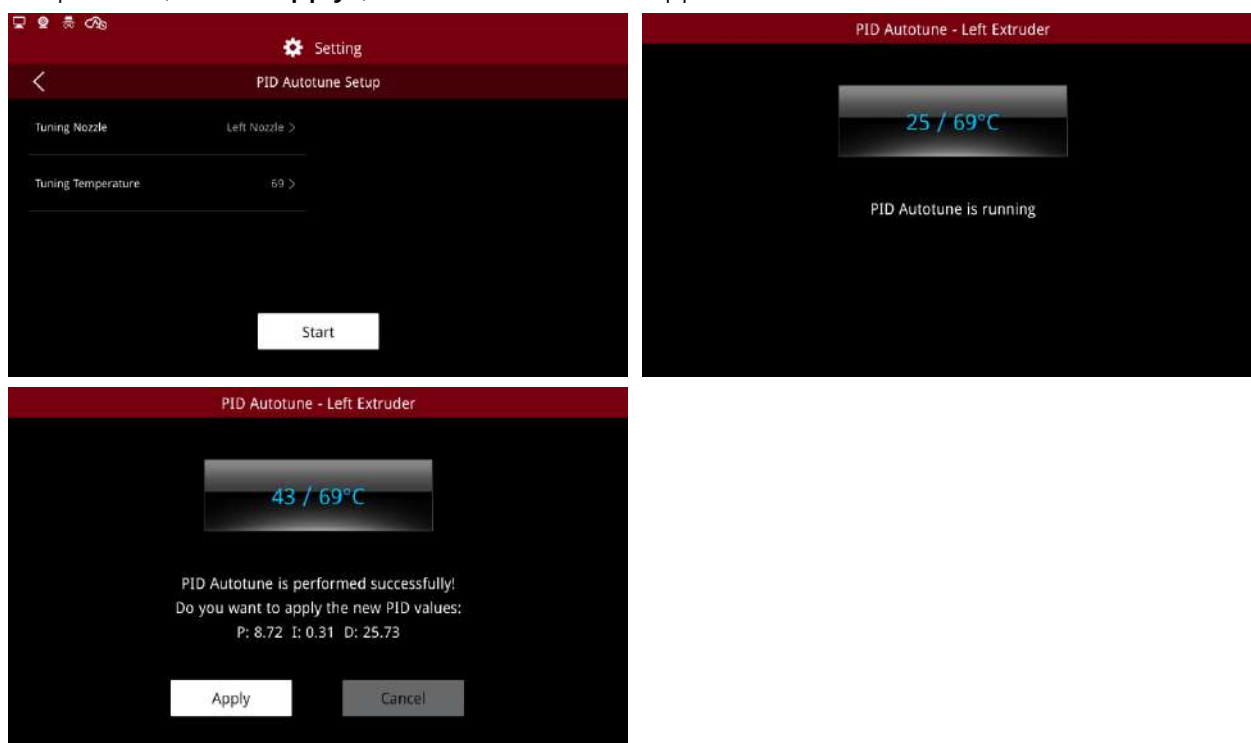 Setting
PID Autotune Setup
Tuning Nozzle Left Nozzle >
Tuning Temperature 69 >
Start
PID Autotune - Left Extruder
25 / 69°C
PID Autotune is running
PID Autotune - Left Extruder
43 / 69°C
PID Autotune is performed successfully!
Do you want to apply the new PID values:
P: 8.72 I: 0.31 D: 25.73
Apply Cancel